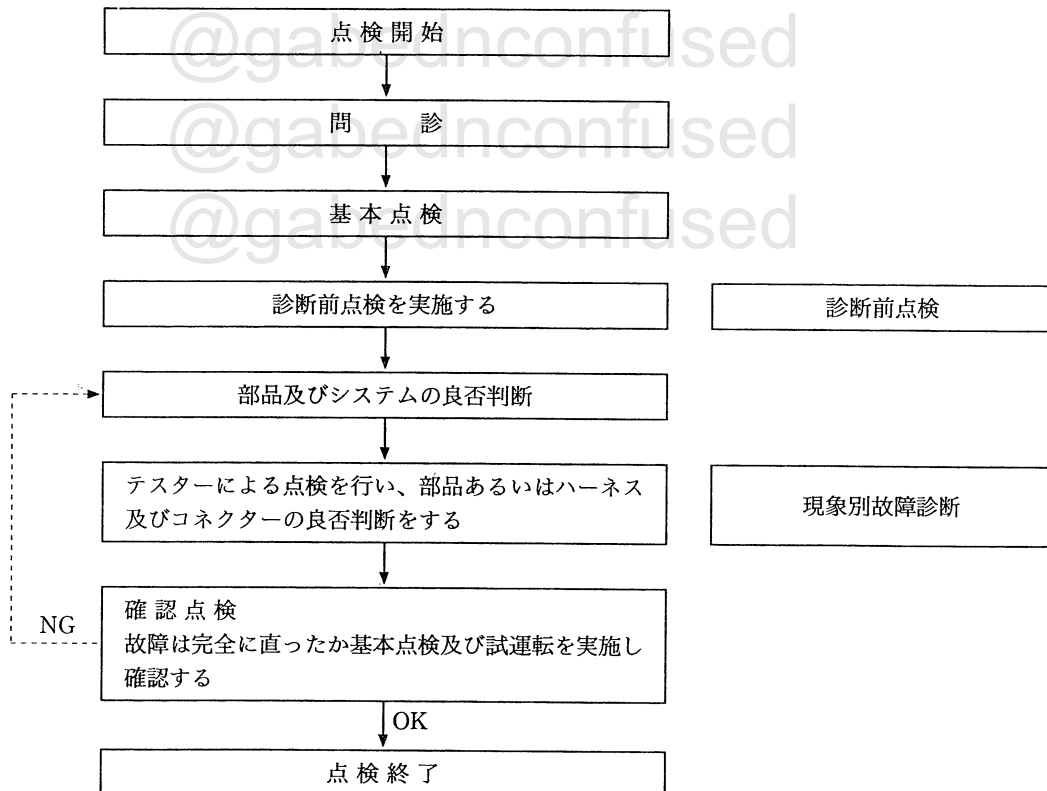 点検開始
@gabednconfused
問 診
@gabednconfused
基本点検
@gabednconfused
診断前点検を実施する
診断前点検
部品及びシステムの良否判断
テスターによる点検を行い、部品あるいはハーネス
及びコネクターの良否判断をする
現象別故障診断
確認点検
故障は完全に直ったか基本点検及び試運転を実施し
確認する
NG
OK
点検終了